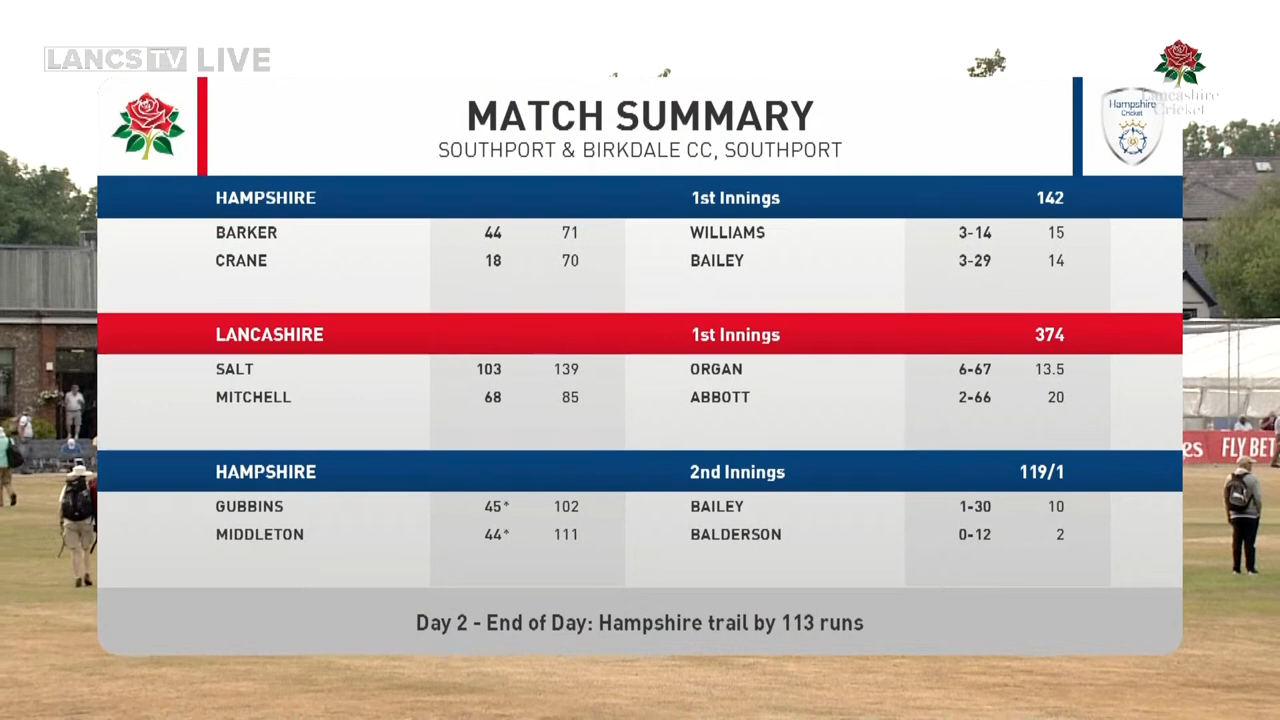 LANCS TV LIVE
Lancashire
Cricket
Hampshire
Cricket
MATCH SUMMARY
SOUTHPORT & BIRKDALE CC, SOUTHPORT
HAMPSHIRE 1st Innings 142
BARKER 44 71 WILLIAMS 3-14 15
CRANE 18 70 BAILEY 3-29 14
LANCASHIRE 1st Innings 374
SALT 103 139 ORGAN 6-67 13.5
MITCHELL 68 85 ABBOTT 2-66 20
HAMPSHIRE 2nd Innings 119/1
GUBBINS 45* 102 BAILEY 1-30 10
MIDDLETON 44* 111 BALDERSON 0-12 2
FLY BET
Day 2 - End of Day: Hampshire trail by 113 runs